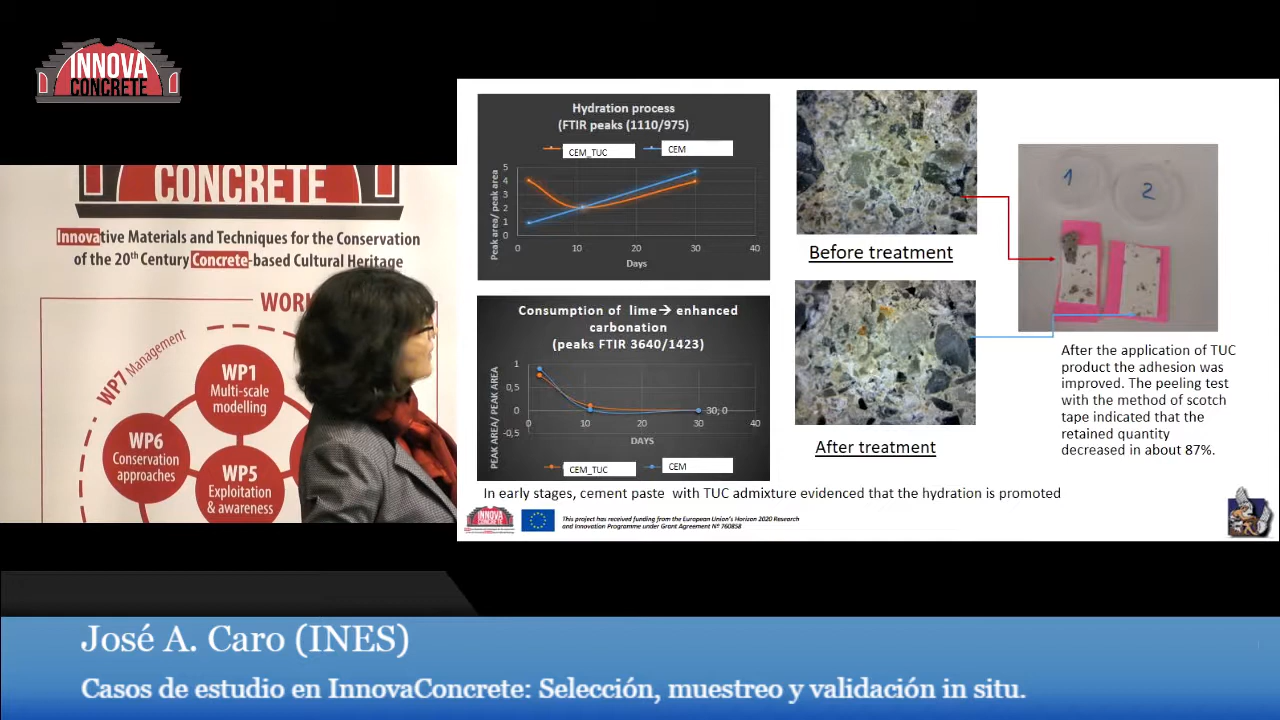 INNOVA
CONCRETE
CONCRETE
Innovative Materials and Techniques for the Conservation
of the 20th Century Concrete-based Cultural Heritage
WOR
WP7 Management
WP1
Multi-scale
modelling
WP6
Conservation
approaches
WP5
Exploitation
& awareness
Hydration process
(FTIR peaks (1110/975)
CEM_TUC
CEM
Peak area/ peak area
5
4
3
2
1
0
0 10 20 30 40
Days
Consumption of lime→ enhanced
carbonation
(peaks FTIR 3640/1423)
PEAK AREA/ PEAK AREA
1
0,5
0
-0,5
30; 0
0 10 20 30 40
DAYS
CEM_TUC
CEM
Before treatment
After treatment
1
2
After the application of TUC
product the adhesion was
improved. The peeling test
with the method of scotch
tape indicated that the
retained quantity
decreased in about 87%.
In early stages, cement paste with TUC admixture evidenced that the hydration is promoted
INNOVA
CONCRETE
This project has received funding from the European Union's Horizon 2020 Research
and Innovation Programme under Grant Agreement Nº 760858
José A. Caro (INES)
Casos de estudio en InnovaConcrete: Selección, muestreo y validación in situ.